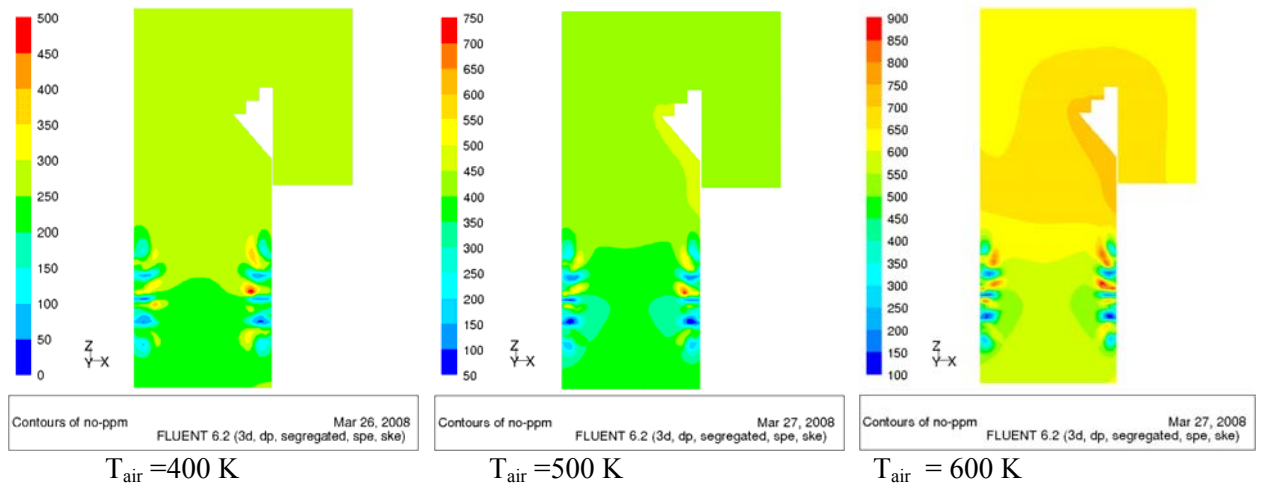 500
450
400
350
300
250
200
150
100
50
0
Z
Y X
Contours of no-ppm
Mar 26, 2008
FLUENT 6.2 (3d, dp, segregated, spe, ske)
T_air =400 K
750
700
650
600
550
500
450
400
350
300
250
200
150
100
50
Z
Y X
Contours of no-ppm
Mar 27, 2008
FLUENT 6.2 (3d, dp, segregated, spe, ske)
T_air =500 K
900
850
800
750
700
650
600
550
500
450
400
350
300
250
200
150
100
Z
Y X
Contours of no-ppm
Mar 27, 2008
FLUENT 6.2 (3d, dp, segregated, spe, ske)
T_air = 600 K